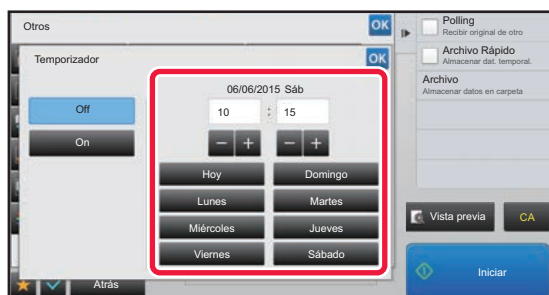 Otros
OK
Temporizador
OK
06/06/2015 Sáb
10 : 15
Off
On
Hoy Domingo
Lunes Martes
Miércoles Jueves
Viernes Sábado
Atrás
Polling
Recibir original de otro
Archivo Rápido
Almacenar dat. temporal.
Archivo
Almacenar datos en carpeta
Vista previa
CA
Iniciar